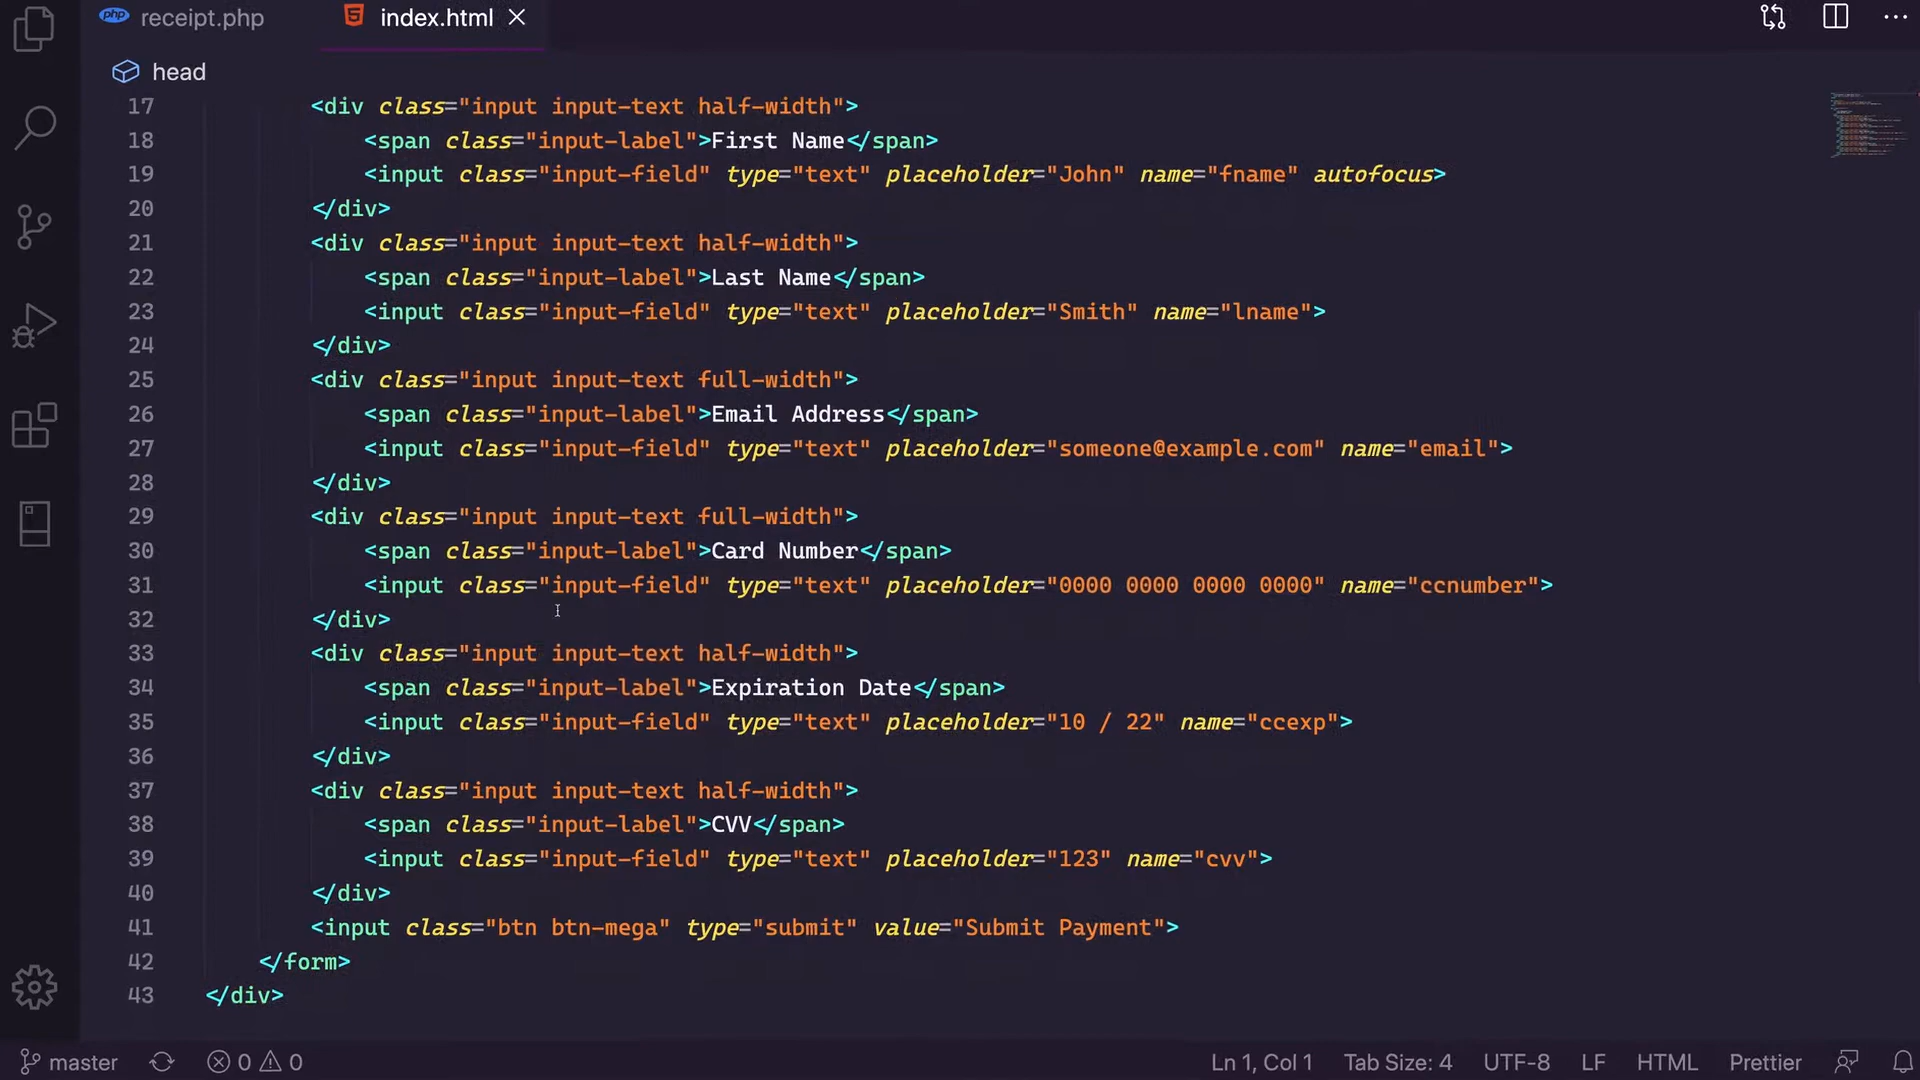 php receipt.php index.html
head
17 <div class="input input-text half-width">
18 <span class="input-label">First Name</span>
19 <input class="input-field" type="text" placeholder="John" name="fname" autofocus>
20 </div>
21 <div class="input input-text half-width">
22 <span class="input-label">Last Name</span>
23 <input class="input-field" type="text" placeholder="Smith" name="lname">
24 </div>
25 <div class="input input-text full-width">
26 <span class="input-label">Email Address</span>
27 <input class="input-field" type="text" placeholder="someone@example.com" name="email">
28 </div>
29 <div class="input input-text full-width">
30 <span class="input-label">Card Number</span>
31 <input class="input-field" type="text" placeholder="0000 0000 0000 0000" name="ccnumber">
32 </div>
33 <div class="input input-text half-width">
34 <span class="input-label">Expiration Date</span>
35 <input class="input-field" type="text" placeholder="10 / 22" name="ccexp">
36 </div>
37 <div class="input input-text half-width">
38 <span class="input-label">CVV</span>
39 <input class="input-field" type="text" placeholder="123" name="cvv">
40 </div>
41 <input class="btn btn-mega" type="submit" value="Submit Payment">
42 </form>
43 </div>
master 0 0 Ln 1, Col 1 Tab Size: 4 UTF-8 LF HTML Prettier